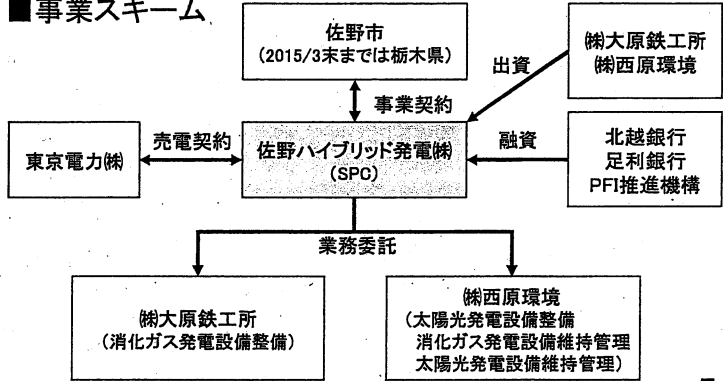 ■事業スキーム
佐野市
(2015/3末までは栃木県)
㈱大原鉄工所
㈱西原環境
出資
事業契約
東京電力㈱
売電契約
佐野ハイブリッド発電㈱
(SPC)
融資
北越銀行
足利銀行
PFI推進機構
業務委託
㈱大原鉄工所
(消化ガス発電設備整備)
㈱西原環境
(太陽光発電設備整備
消化ガス発電設備維持管理
太陽光発電設備維持管理)